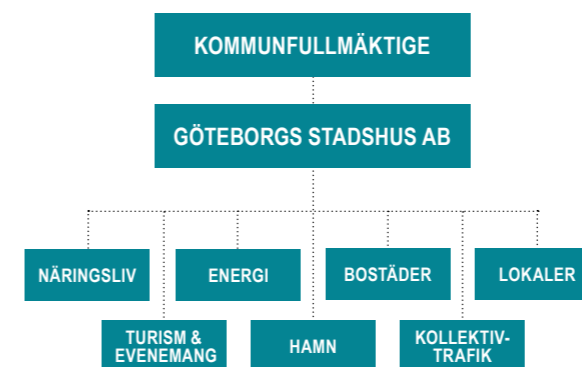 KOMMUNFULLMÄKTIGE
GÖTEBORGS STADSHUS AB
NÄRINGSLIV
ENERGI
BOSTÄDER
LOKALER
TURISM &
EVENEMANG
HAMN
KOLLEKTIV-
TRAFIK